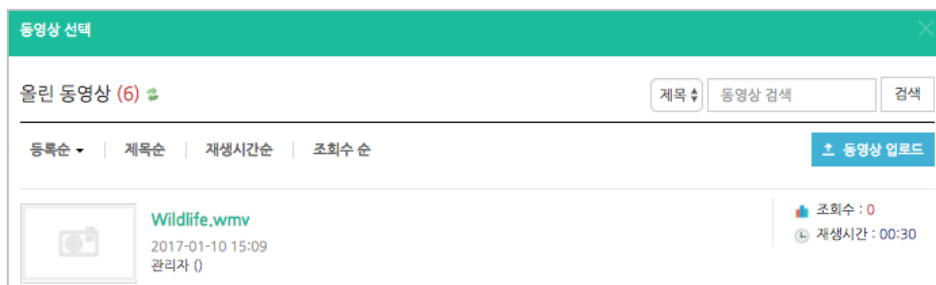 동영상 선택
올린 동영상 (6)
제목 동영상 검색 검색
등록순 제목순 재생시간순 조회수 순
동영상 업로드
Wildlife.wmv
2017-01-10 15:09
관리자 ()
조회수 : 0
재생시간 : 00:30